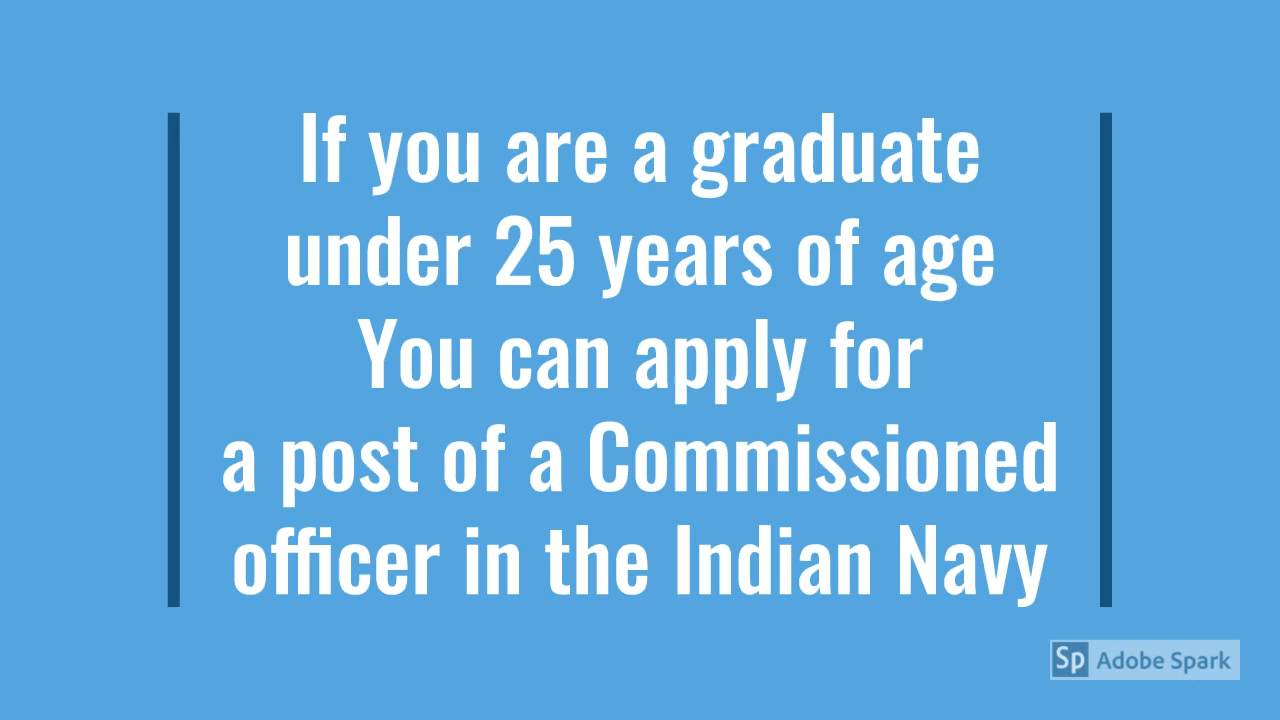 If you are a graduate
under 25 years of age
You can apply for
a post of a Commissioned
officer in the Indian Navy
Sp Adobe Spark